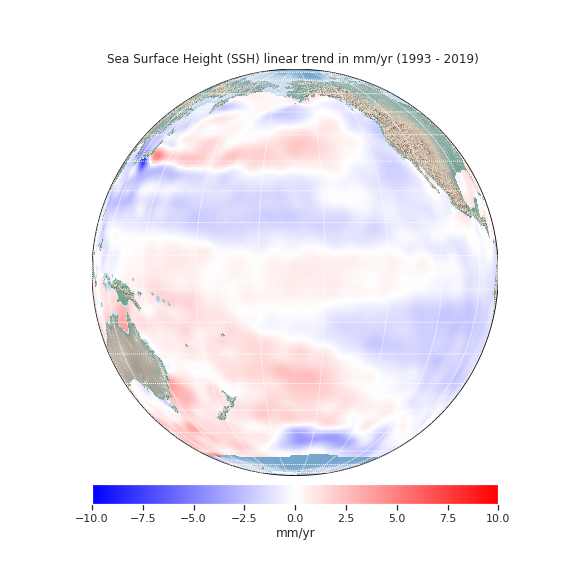 Sea Surface Height (SSH) linear trend in mm/yr (1993 - 2019)
−10.0 −7.5 −5.0 −2.5 0.0 2.5 5.0 7.5 10.0
mm/yr